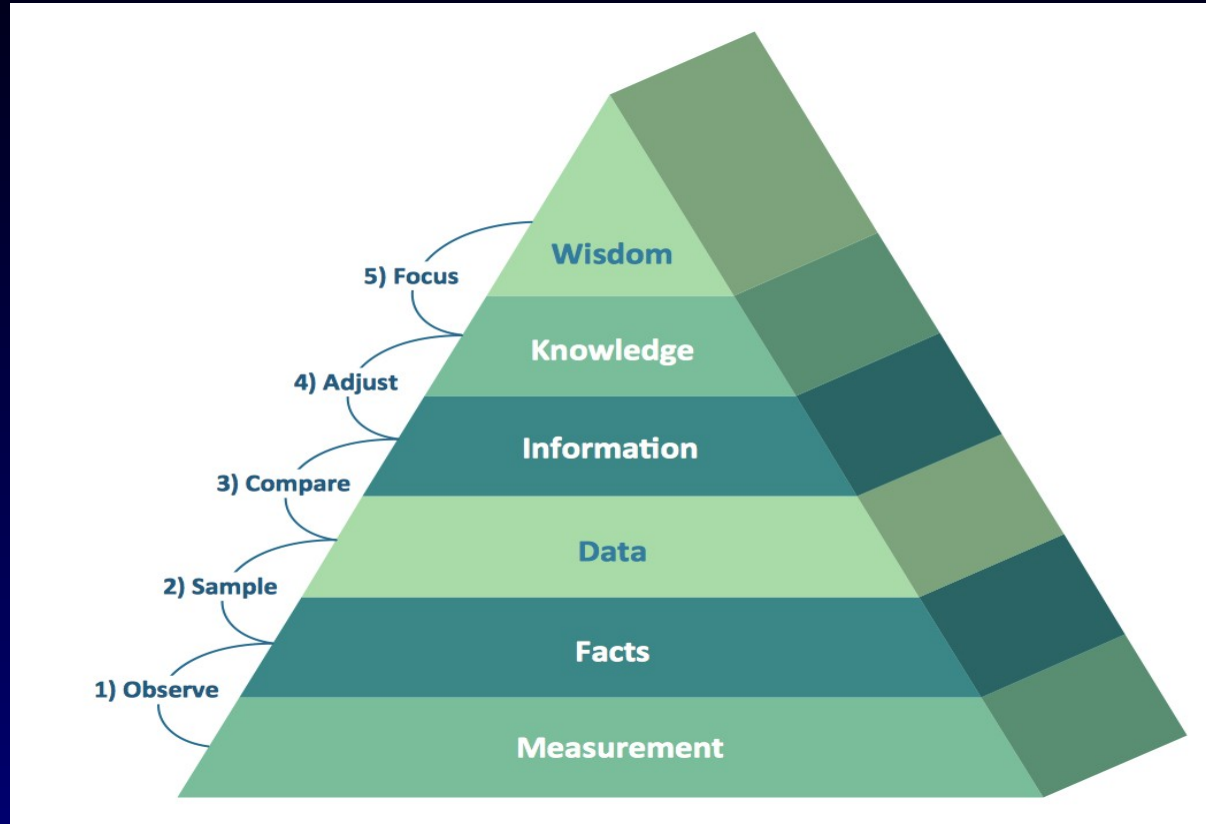 Wisdom
5) Focus
Knowledge
4) Adjust
Information
3) Compare
Data
2) Sample
Facts
1) Observe
Measurement